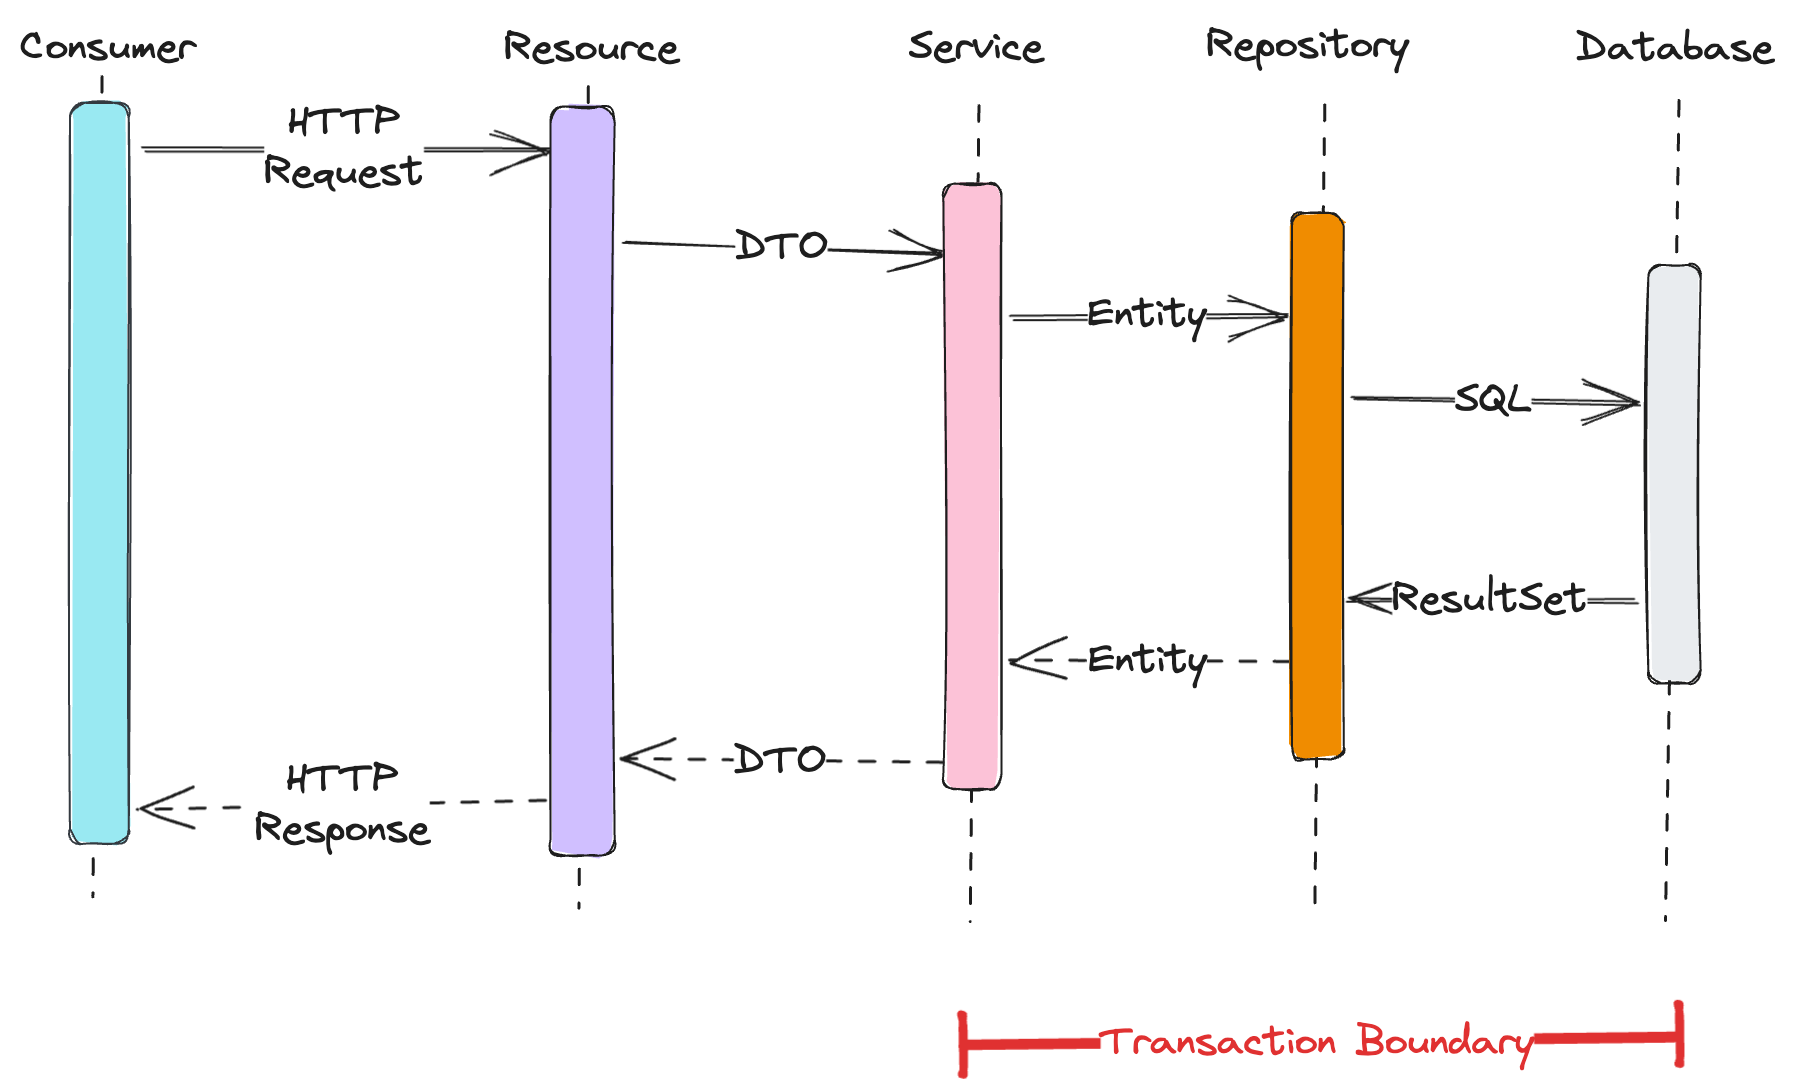 Consumer
Resource
Service
Repository
Database
HTTP
Request
DTO
Entity
SQL
ResultSet
Entity
DTO
HTTP
Response
Transaction Boundary